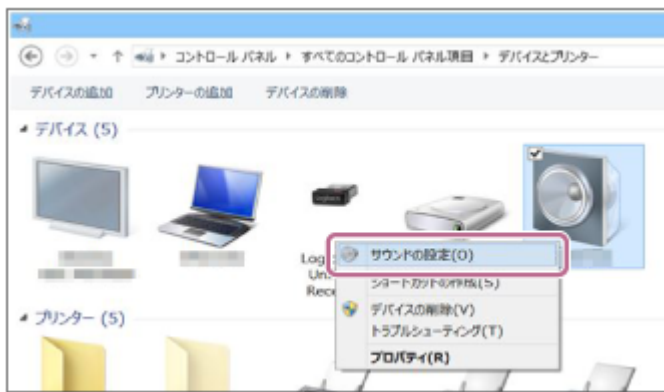 コントロール パネル ▸ すべてのコントロール パネル項目 ▸ デバイスとプリンター
デバイスの追加 プリンターの追加 デバイスの削除
デバイス (5)
Log
Un
Rece
サウンドの設定(O)
ショートカットの作成(S)
デバイスの削除(V)
トラブルシューティング(T)
プロパティ(R)
プリンター (5)